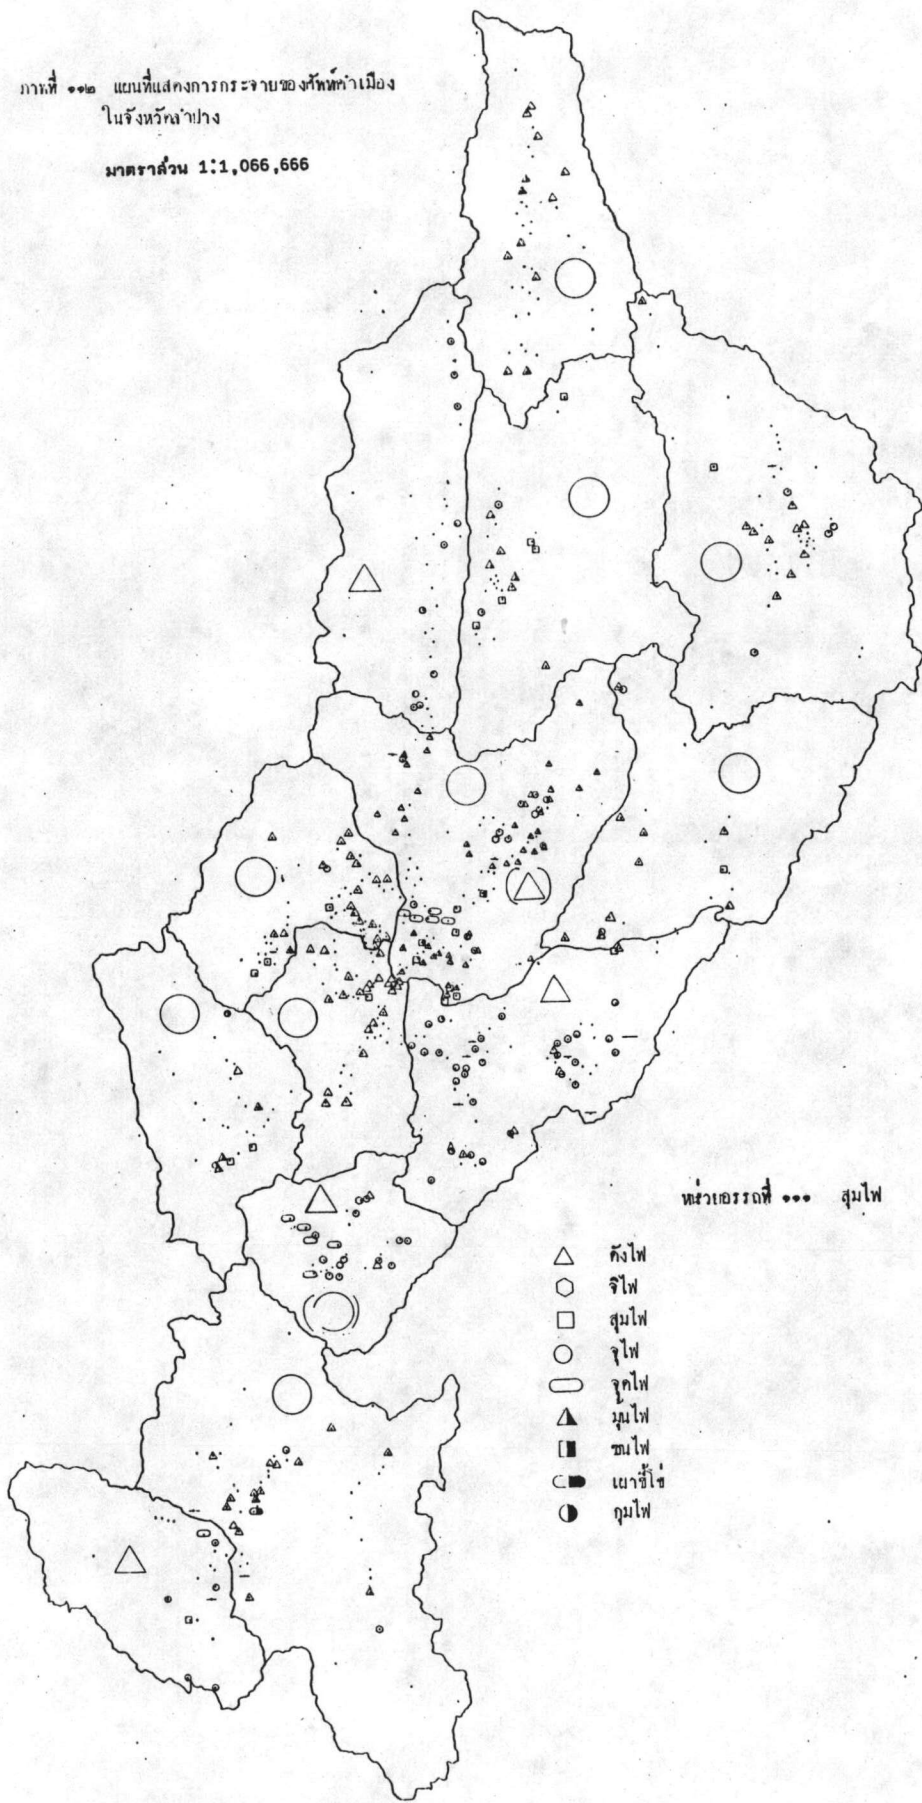 ภาพที่ ๑๑๒ แผนที่แสดงการกระจายของศัพท์คำเมือง
ในจังหวัดลำปาง
มาตราส่วน 1:1,066,666
หน่วยอรรถที่ ๑๑๑ สุมไฟ
ดังไฟ
จิไฟ
สุมไฟ
จุไฟ
จุดไฟ
มุ้นไฟ
ชนไฟ
เผาขี้โข่
กุมไฟ